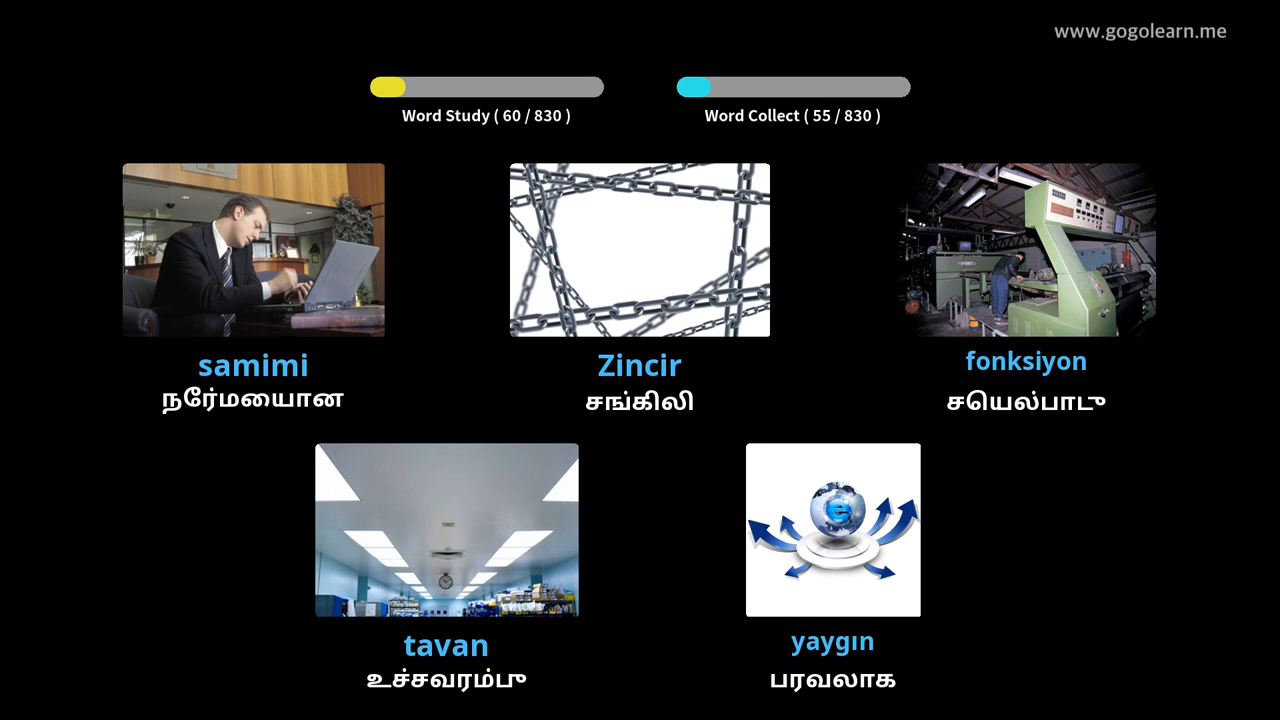 www.gogolearn.me
Word Study ( 60 / 830 )
Word Collect ( 55 / 830 )
samimi
நேர்மையான
Zincir
சங்கிலி
fonksiyon
செயல்பாடு
tavan
உச்சவரம்பு
yaygın
பரவலாக